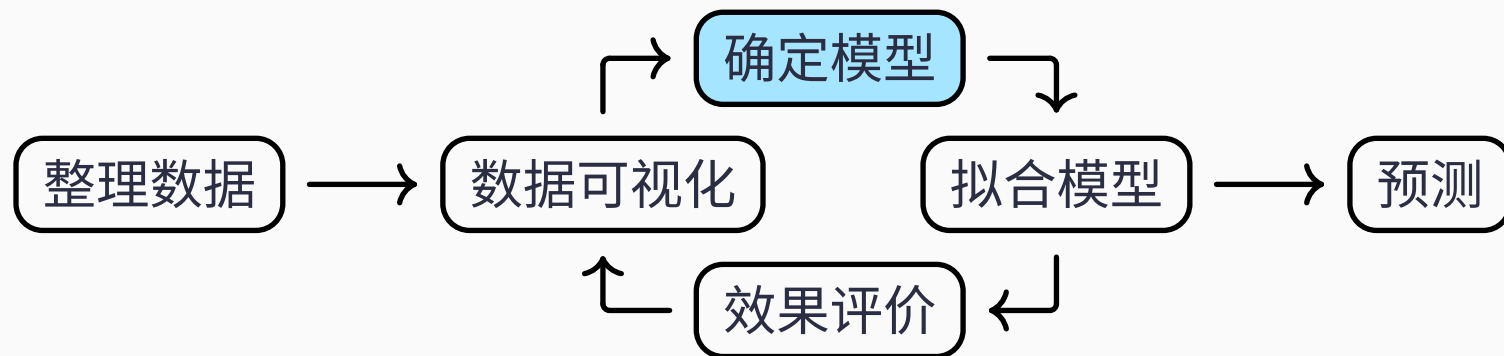 确定模型
整理数据
数据可视化
拟合模型
预测
效果评价